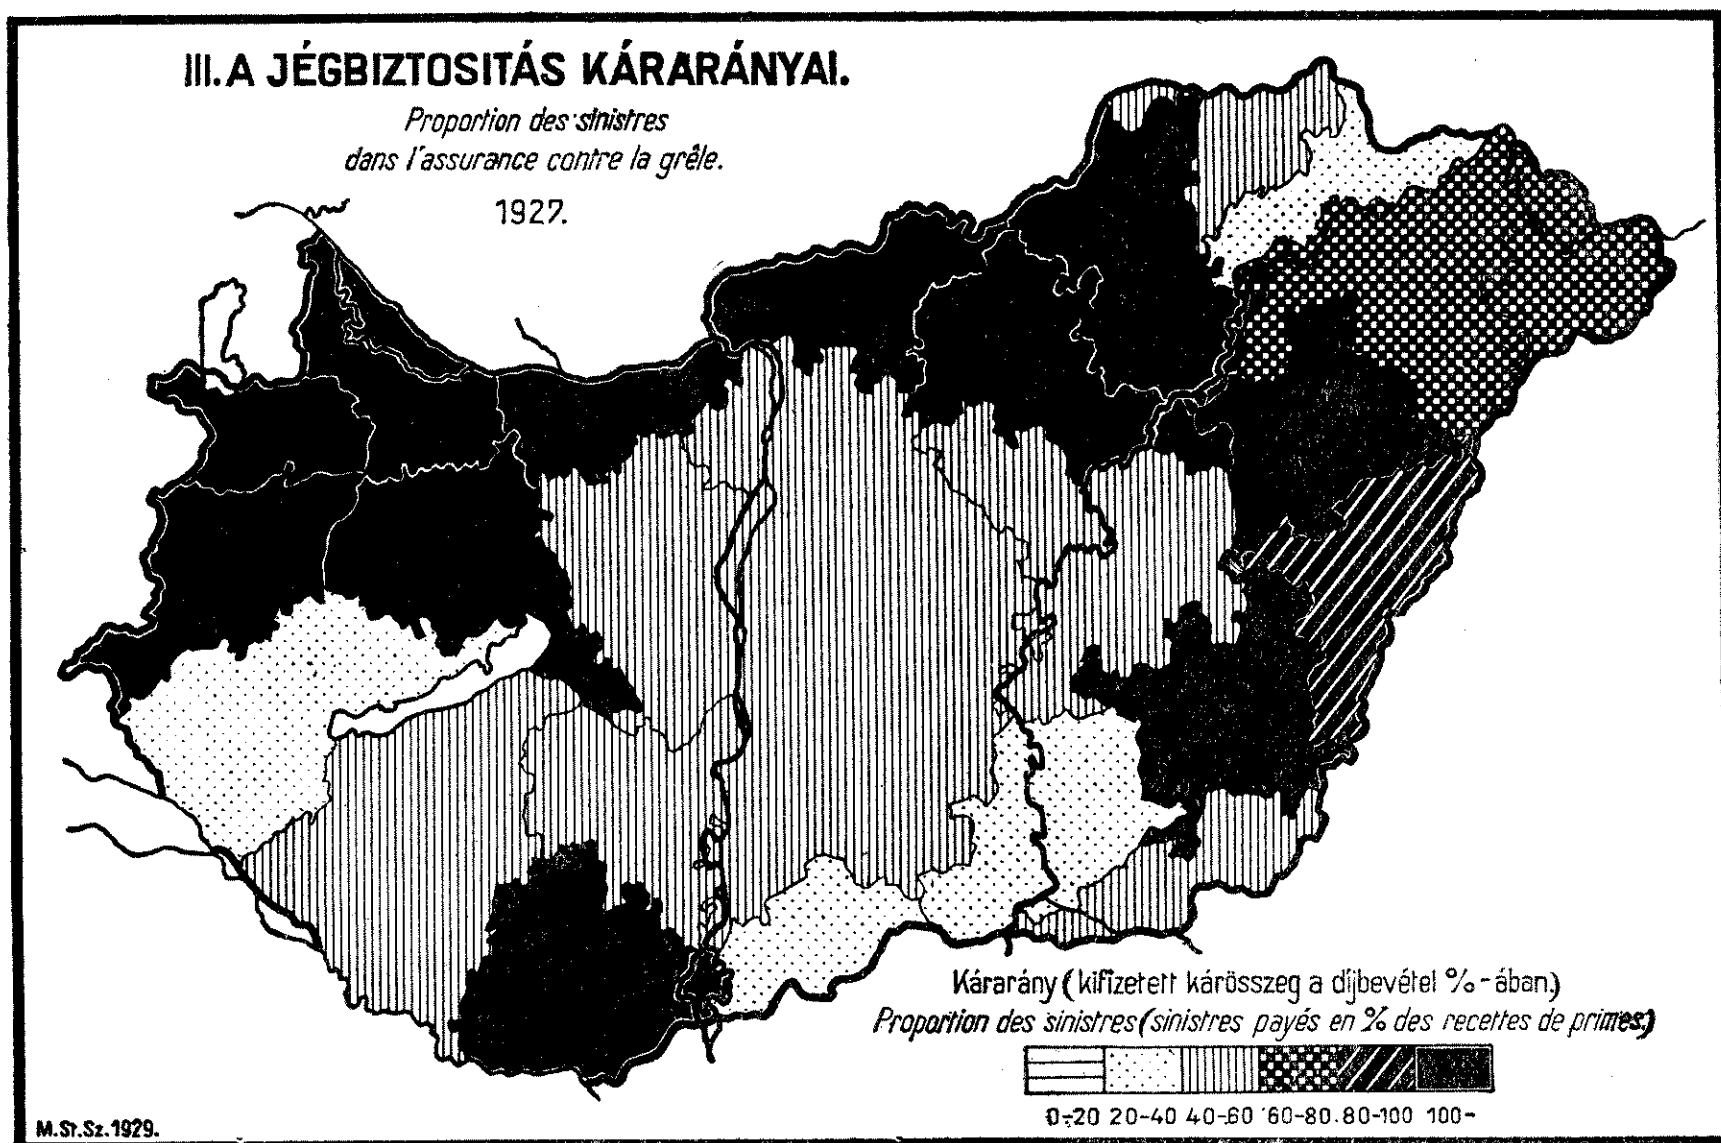 III. A JÉGBIZTOSITÁS KÁRARÁNYAI.
Proportion des sinistres
dans l'assurance contre la grêle.
1927.
Kárarány (kifizetett kárösszeg a díjbevétel %-ában)
Proportion des sinistres (sinistres payés en % des recettes de primes.)
0-20 20-40 40-60 60-80 80-100 100-
M.St.Sz. 1929.